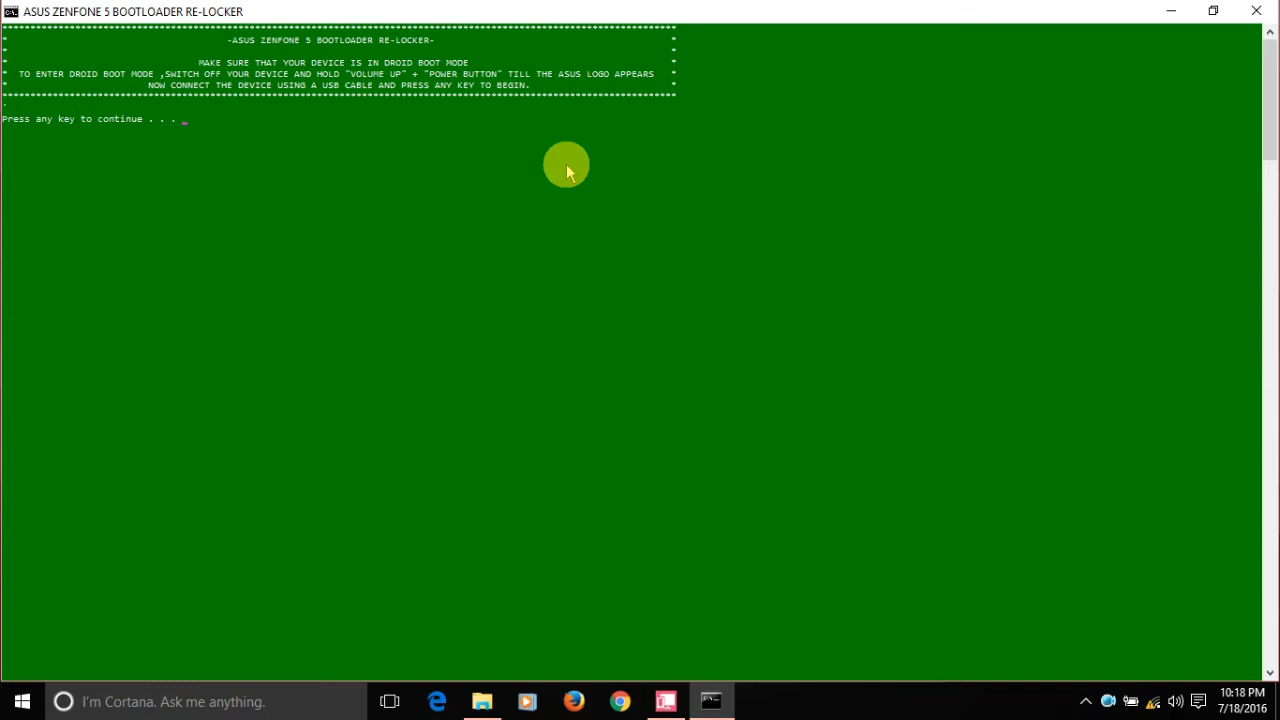 ASUS ZENFONE 5 BOOTLOADER RE-LOCKER
*********************************************************************************************************************
* -ASUS ZENFONE 5 BOOTLOADER RE-LOCKER- *
* *
* MAKE SURE THAT YOUR DEVICE IS IN DROID BOOT MODE *
* TO ENTER DROID BOOT MODE ,SWITCH OFF YOUR DEVICE AND HOLD "VOLUME UP" + "POWER BUTTON" TILL THE ASUS LOGO APPEARS *
* NOW CONNECT THE DEVICE USING A USB CABLE AND PRESS ANY KEY TO BEGIN. *
*********************************************************************************************************************
.
Press any key to continue . . . _
I'm Cortana. Ask me anything.
10:18 PM
7/18/2016